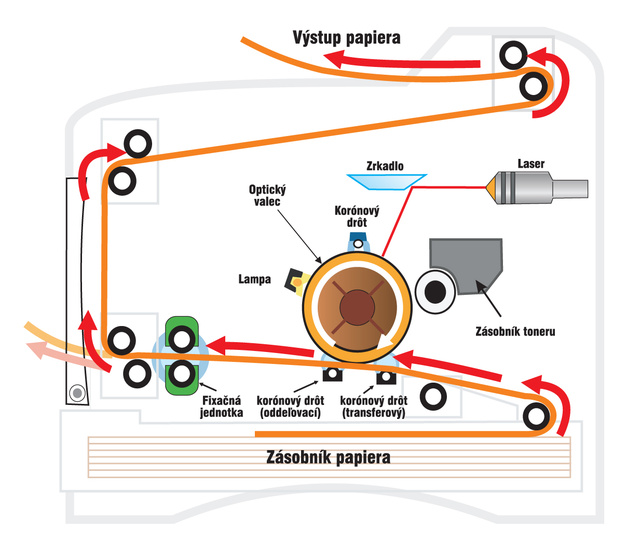 Výstup papiera
Zrkadlo
Laser
Optický
valec
Korónový
drôt
Lampa
Zásobník toneru
Fixačná
jednotka
korónový drôt
(oddeľovací)
korónový drôt
(transferový)
Zásobník papiera